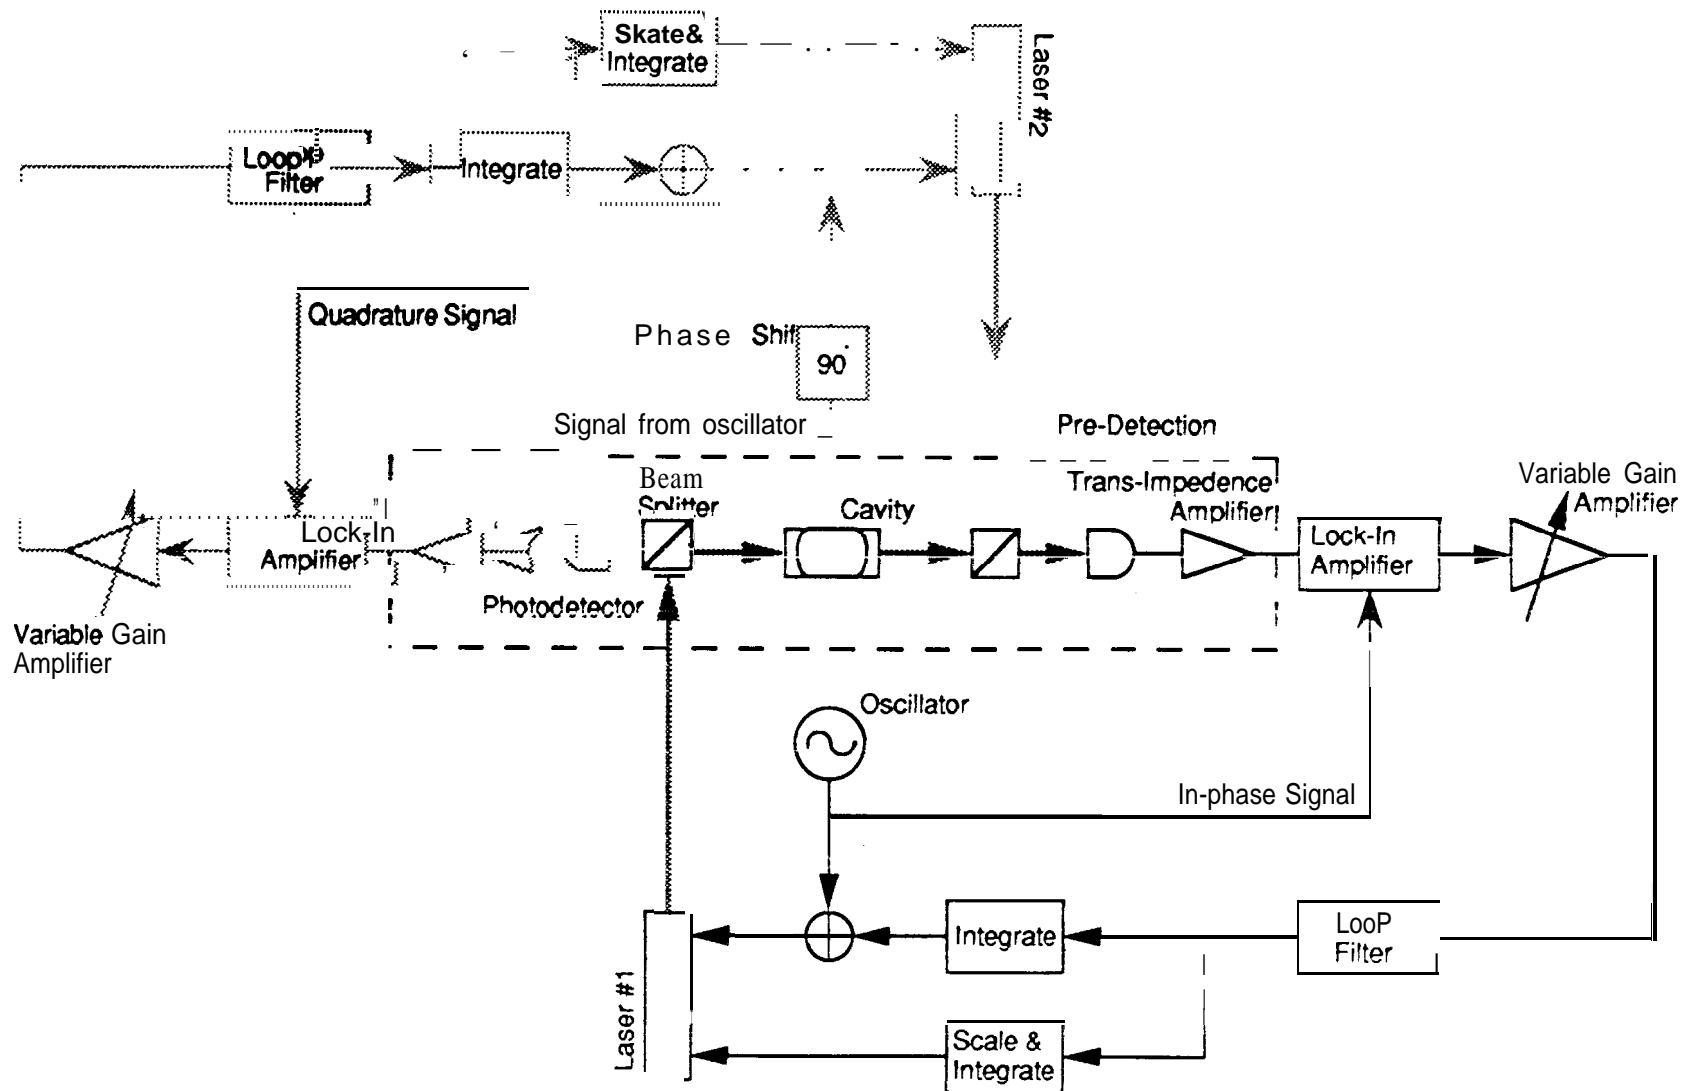 Skate&
Integrate
Laser #2
Loop
Filter
Integrate
Quadrature Signal
Phase Shif
90°
Signal from oscillator
Pre-Detection
Beam
Splitter
Cavity
Trans-Impedence
Amplifier
Variable Gain
Amplifier
Lock-In
Amplifier
Lock-In
Amplifier
Photodetector
Variable Gain
Amplifier
Oscillator
In-phase Signal
Integrate
LooP
Filter
Laser #1
Scale &
Integrate